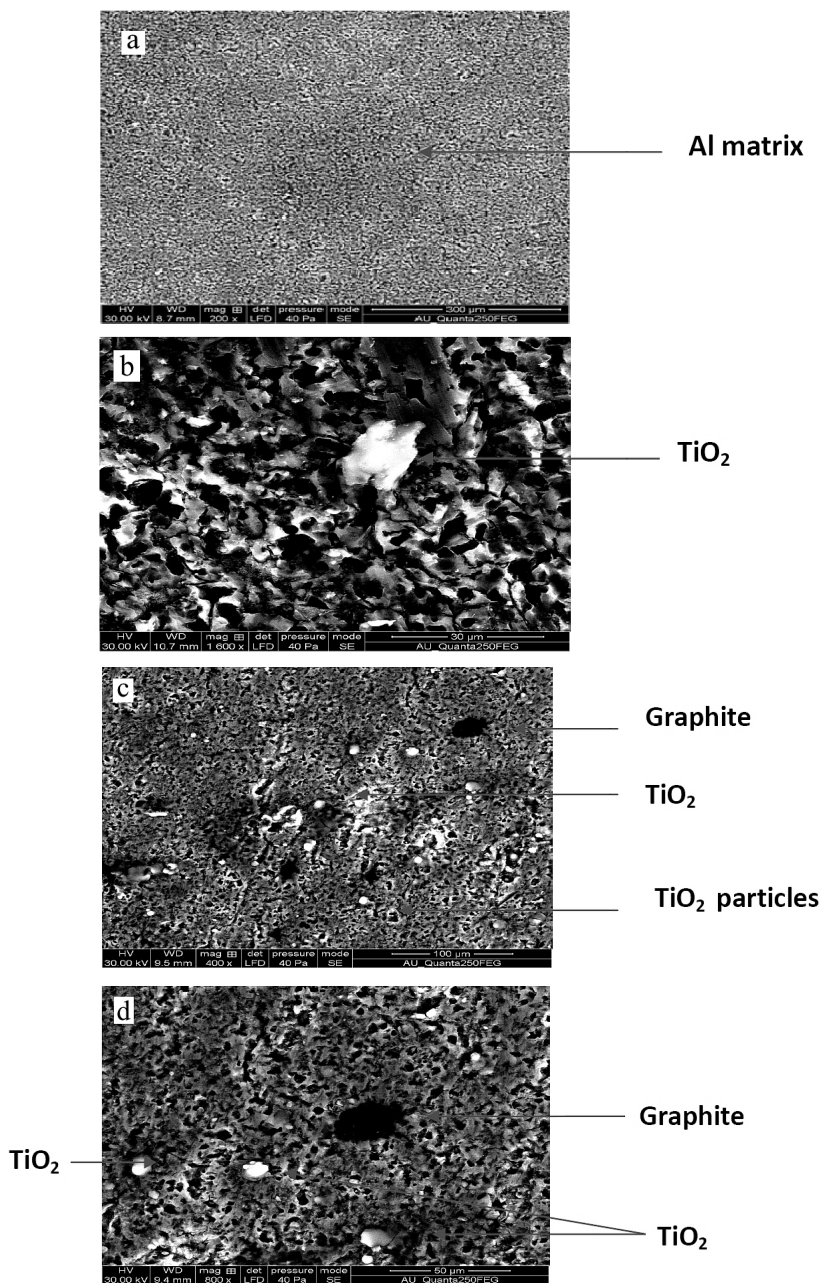 a
Al matrix
HV WD mag ⊞ det pressure mode 300 µm
30.00 kV 8.7 mm 200 x LFD 40 Pa SE AU_Quanta250FEG
b
TiO₂
HV WD mag ⊞ det pressure mode 30 µm
30.00 kV 10.7 mm 1 600 x LFD 40 Pa SE AU_Quanta250FEG
c
Graphite
TiO₂
TiO₂ particles
HV WD mag ⊞ det pressure mode 100 µm
30.00 kV 9.5 mm 400 x LFD 40 Pa SE AU_Quanta250FEG
d
Graphite
TiO₂
TiO₂
HV WD mag ⊞ det pressure mode 50 µm
30.00 kV 9.4 mm 800 x LFD 40 Pa SE AU_Quanta250FEG